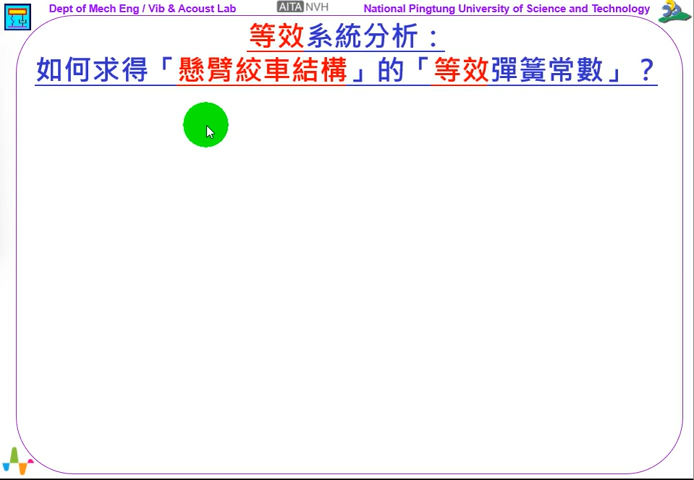 Dept of Mech Eng / Vib & Acoust Lab
AITA NVH
National Pingtung University of Science and Technology
等效系統分析：
如何求得「懸臂絞車結構」的「等效彈簧常數」？